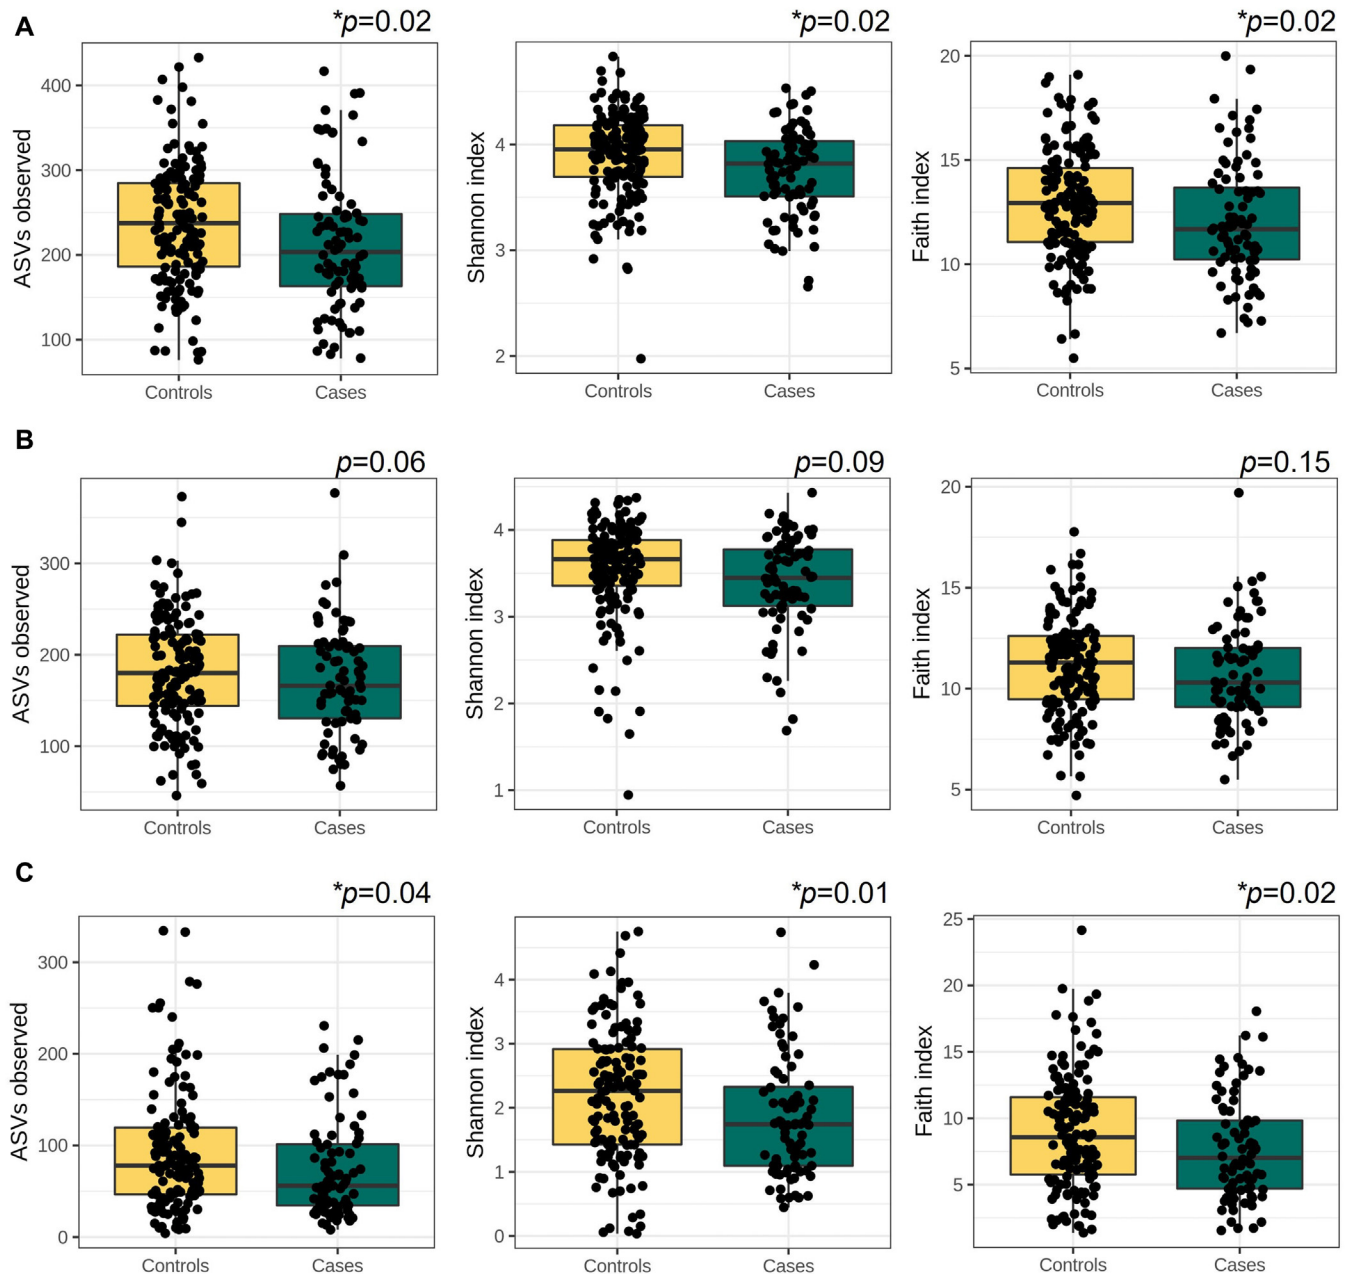 A
*p=0.02
*p=0.02
*p=0.02
ASVs observed
400
300
200
100
Controls
Cases
Shannon index
4
3
2
Controls
Cases
Faith index
20
15
10
5
Controls
Cases
B
p=0.06
p=0.09
p=0.15
ASVs observed
300
200
100
Controls
Cases
Shannon index
4
3
2
1
Controls
Cases
Faith index
20
15
10
5
Controls
Cases
C
*p=0.04
*p=0.01
*p=0.02
ASVs observed
300
200
100
0
Controls
Cases
Shannon index
4
3
2
1
0
Controls
Cases
Faith index
25
20
15
10
5
Controls
Cases